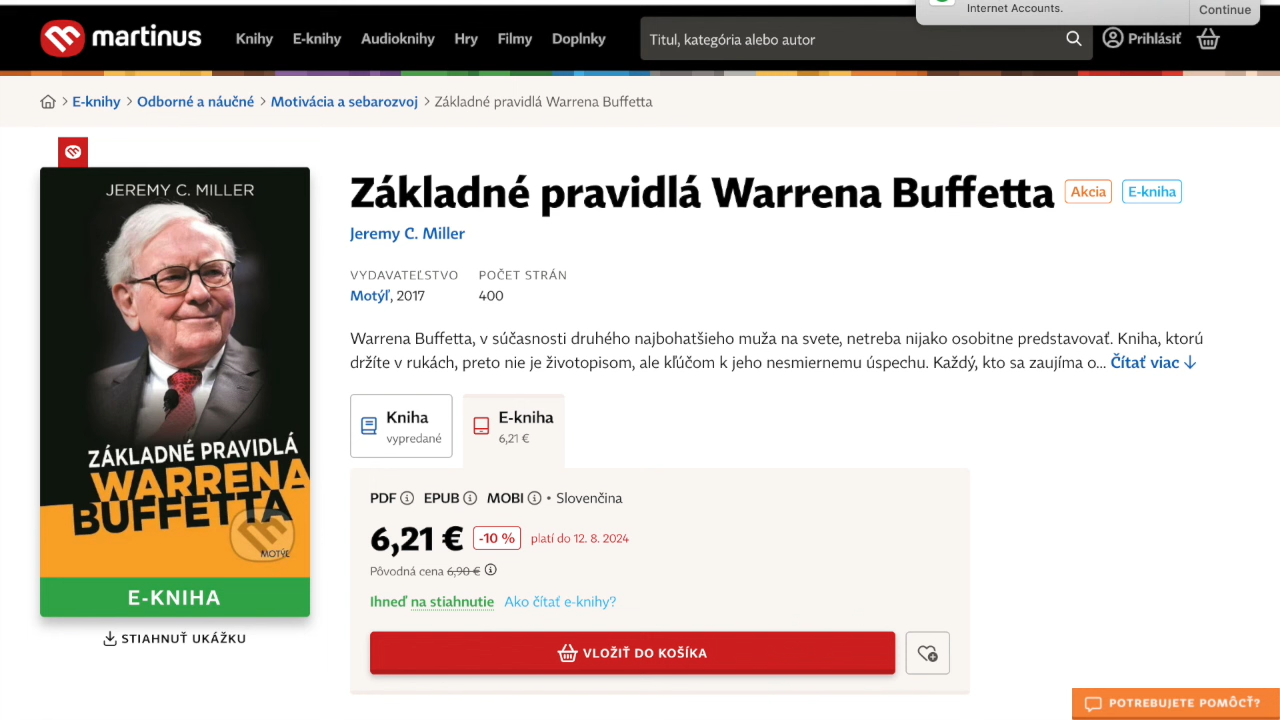 Internet Accounts.
Continue
martinus
Knihy E-knihy Audioknihy Hry Filmy Doplnky
Titul, kategória alebo autor
Prihlásiť
E-knihy > Odborné a náučné > Motivácia a sebarozvoj > Základné pravidlá Warrena Buffetta
JEREMY C. MILLER
ZÁKLADNÉ PRAVIDLÁ
WARRENA
BUFFETTA
MOTÝĽ
E-KNIHA
STIAHNUŤ UKÁŽKU
Základné pravidlá Warrena Buffetta Akcia E-kniha
Jeremy C. Miller
VYDAVATEĽSTVO POČET STRÁN
Motýľ, 2017 400
Warrena Buffetta, v súčasnosti druhého najbohatšieho muža na svete, netreba nijako osobitne predstavovať. Kniha, ktorú
držíte v rukách, preto nie je životopisom, ale kľúčom k jeho nesmiernemu úspechu. Každý, kto sa zaujíma o... Čítať viac ↓
Kniha
vypredané
E-kniha
6,21 €
PDF EPUB MOBI • Slovenčina
6,21 € -10 % platí do 12. 8. 2024
Pôvodná cena 6,90 €
Ihneď na stiahnutie Ako čítať e-knihy?
VLOŽIŤ DO KOŠÍKA
POTREBUJETE POMÔCŤ?